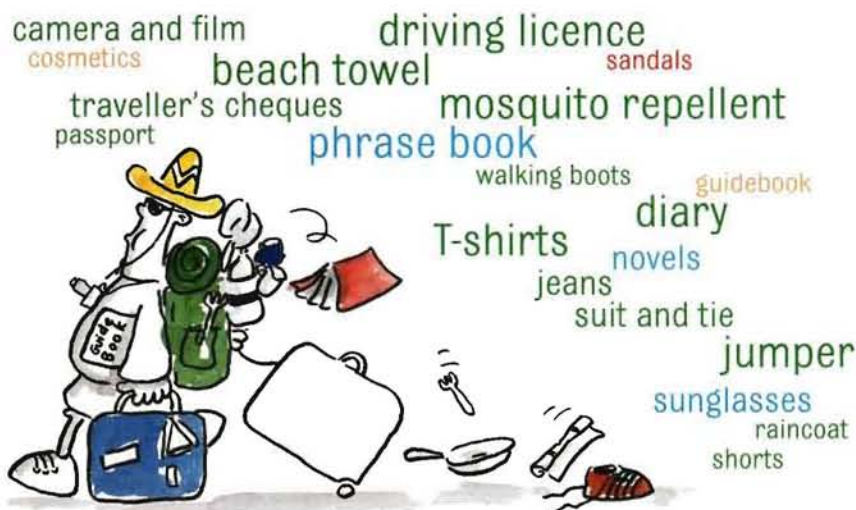 camera and film
driving licence
cosmetics
sandals
beach towel
traveller's cheques
mosquito repellent
passport
phrase book
walking boots
guidebook
diary
T-shirts
novels
jeans
suit and tie
jumper
sunglasses
raincoat
shorts
Guide
Book